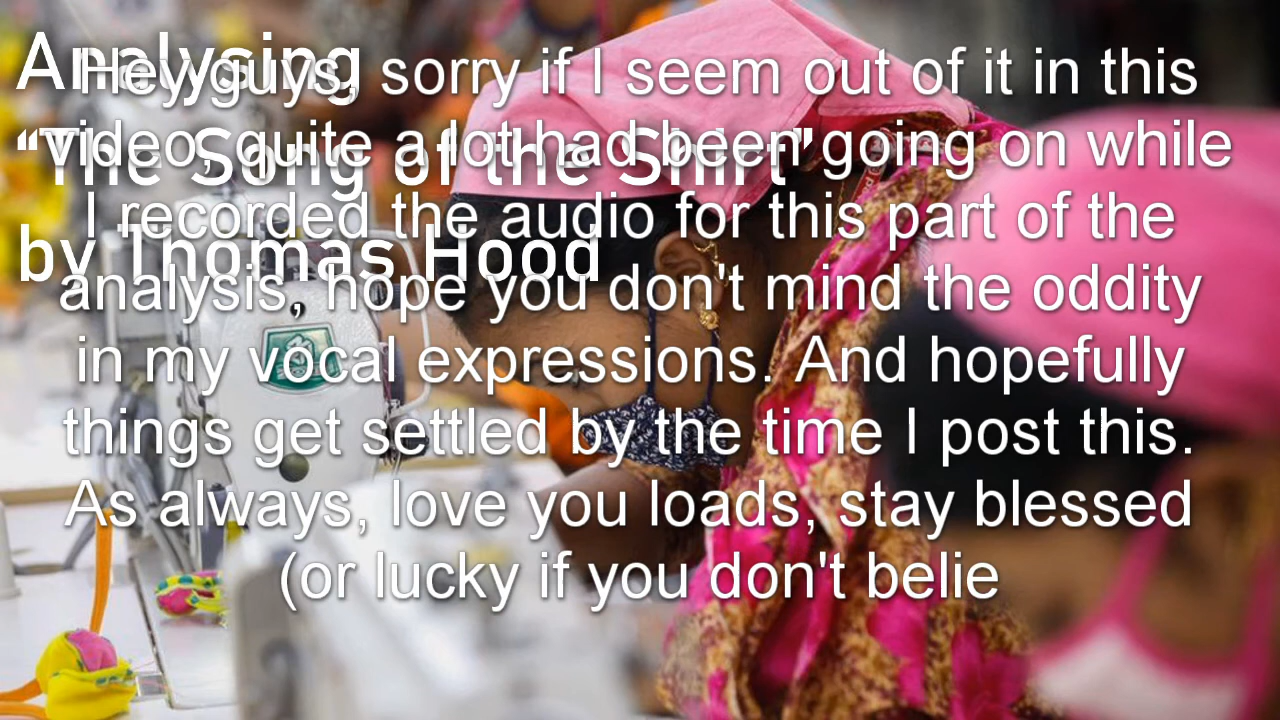 Analysing
“The Song of the Shirt”
by Thomas Hood
Hey guys, sorry if I seem out of it in this
video, quite a lot had been going on while
I recorded the audio for this part of the
analysis, hope you don't mind the oddity
in my vocal expressions. And hopefully
things get settled by the time I post this.
As always, love you loads, stay blessed
(or lucky if you don't belie